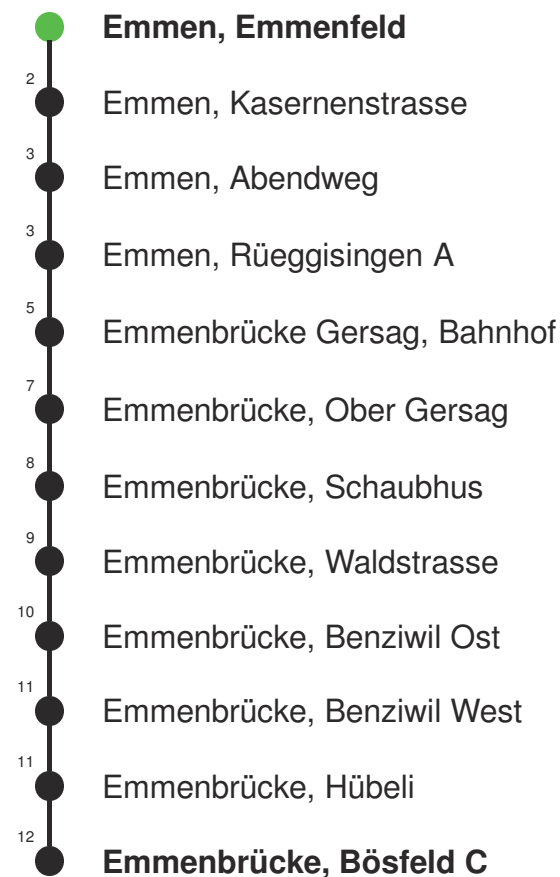 Emmen, Emmenfeld
2
Emmen, Kasernenstrasse
3
Emmen, Abendweg
3
Emmen, Rüeggisingen A
5
Emmenbrücke Gersag, Bahnhof
7
Emmenbrücke, Ober Gersag
8
Emmenbrücke, Schaubhus
9
Emmenbrücke, Waldstrasse
10
Emmenbrücke, Benziwil Ost
11
Emmenbrücke, Benziwil West
11
Emmenbrücke, Hübeli
12
Emmenbrücke, Bösfeld C